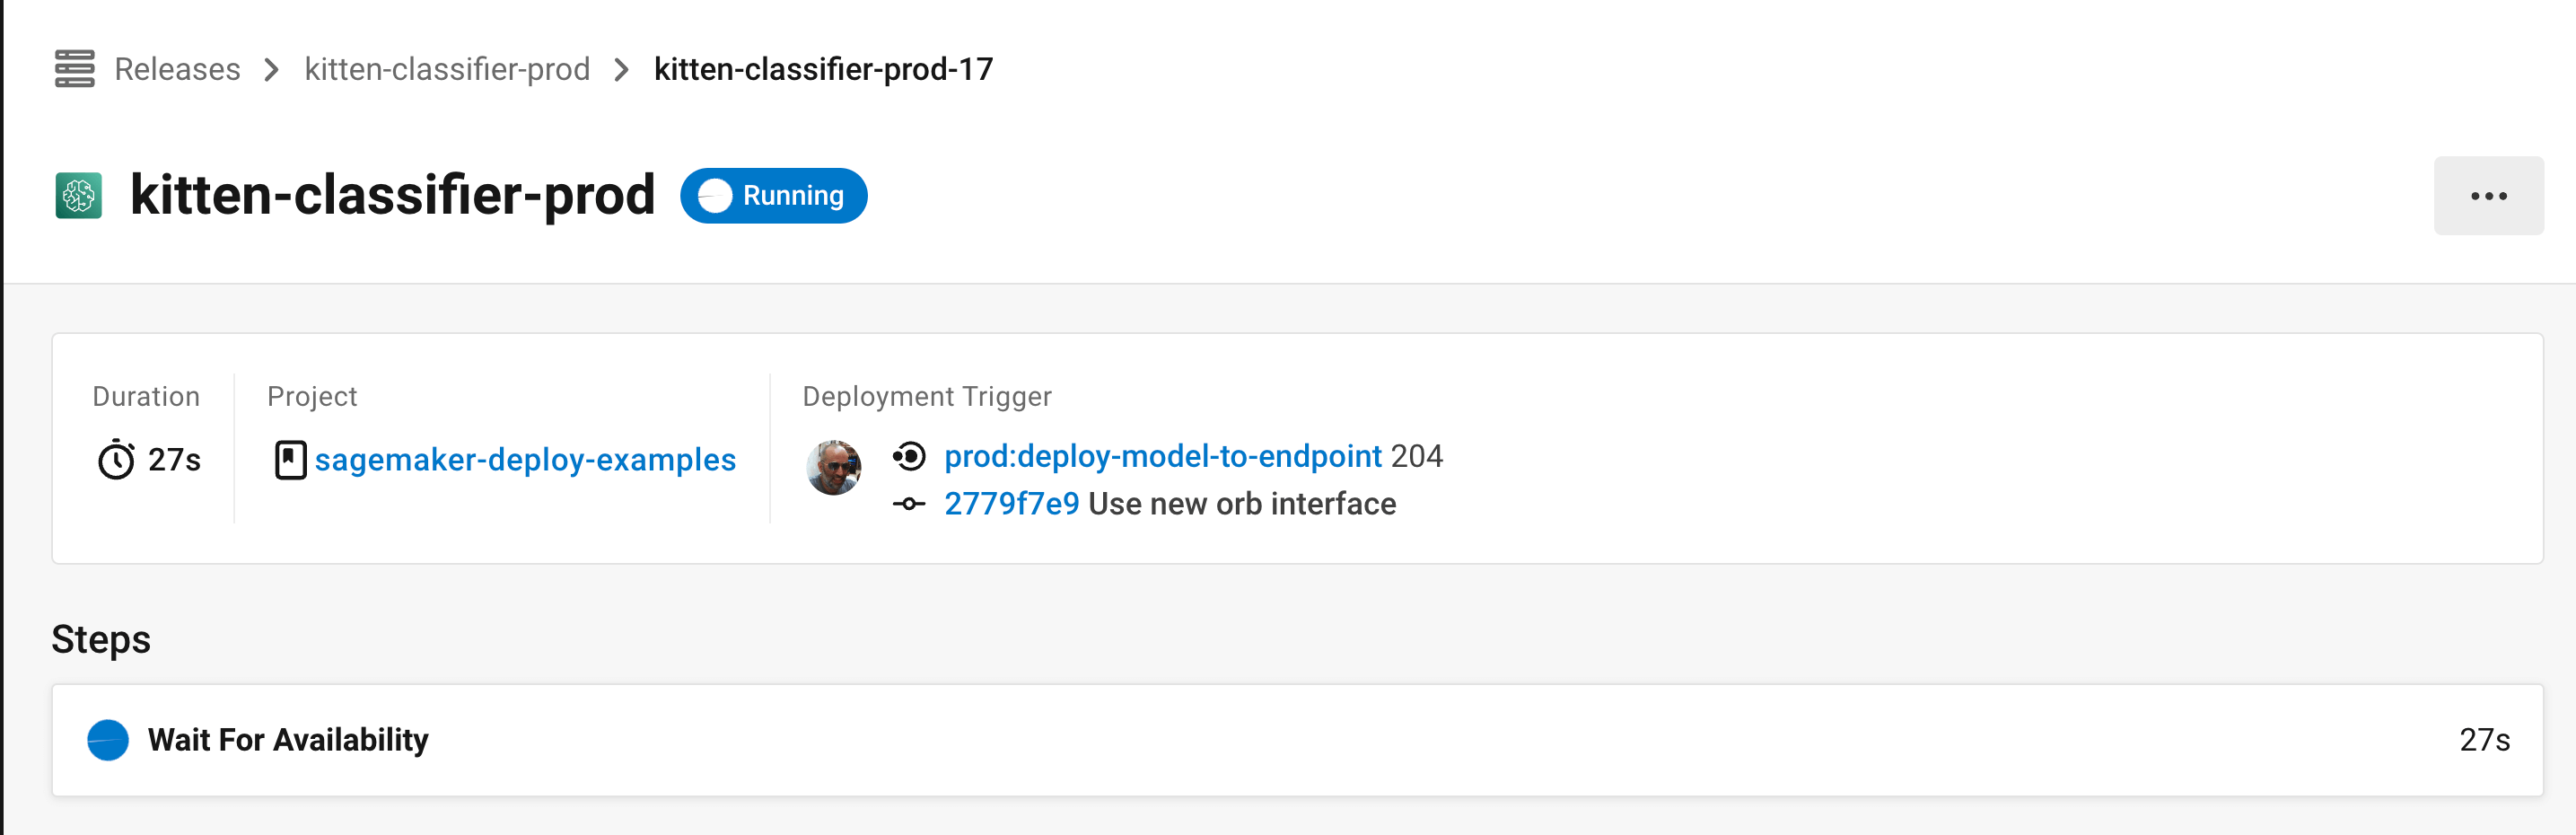 Releases > kitten-classifier-prod > kitten-classifier-prod-17
kitten-classifier-prod Running
Duration
27s
Project
sagemaker-deploy-examples
Deployment Trigger
prod:deploy-model-to-endpoint 204
2779f7e9 Use new orb interface
Steps
Wait For Availability 27s